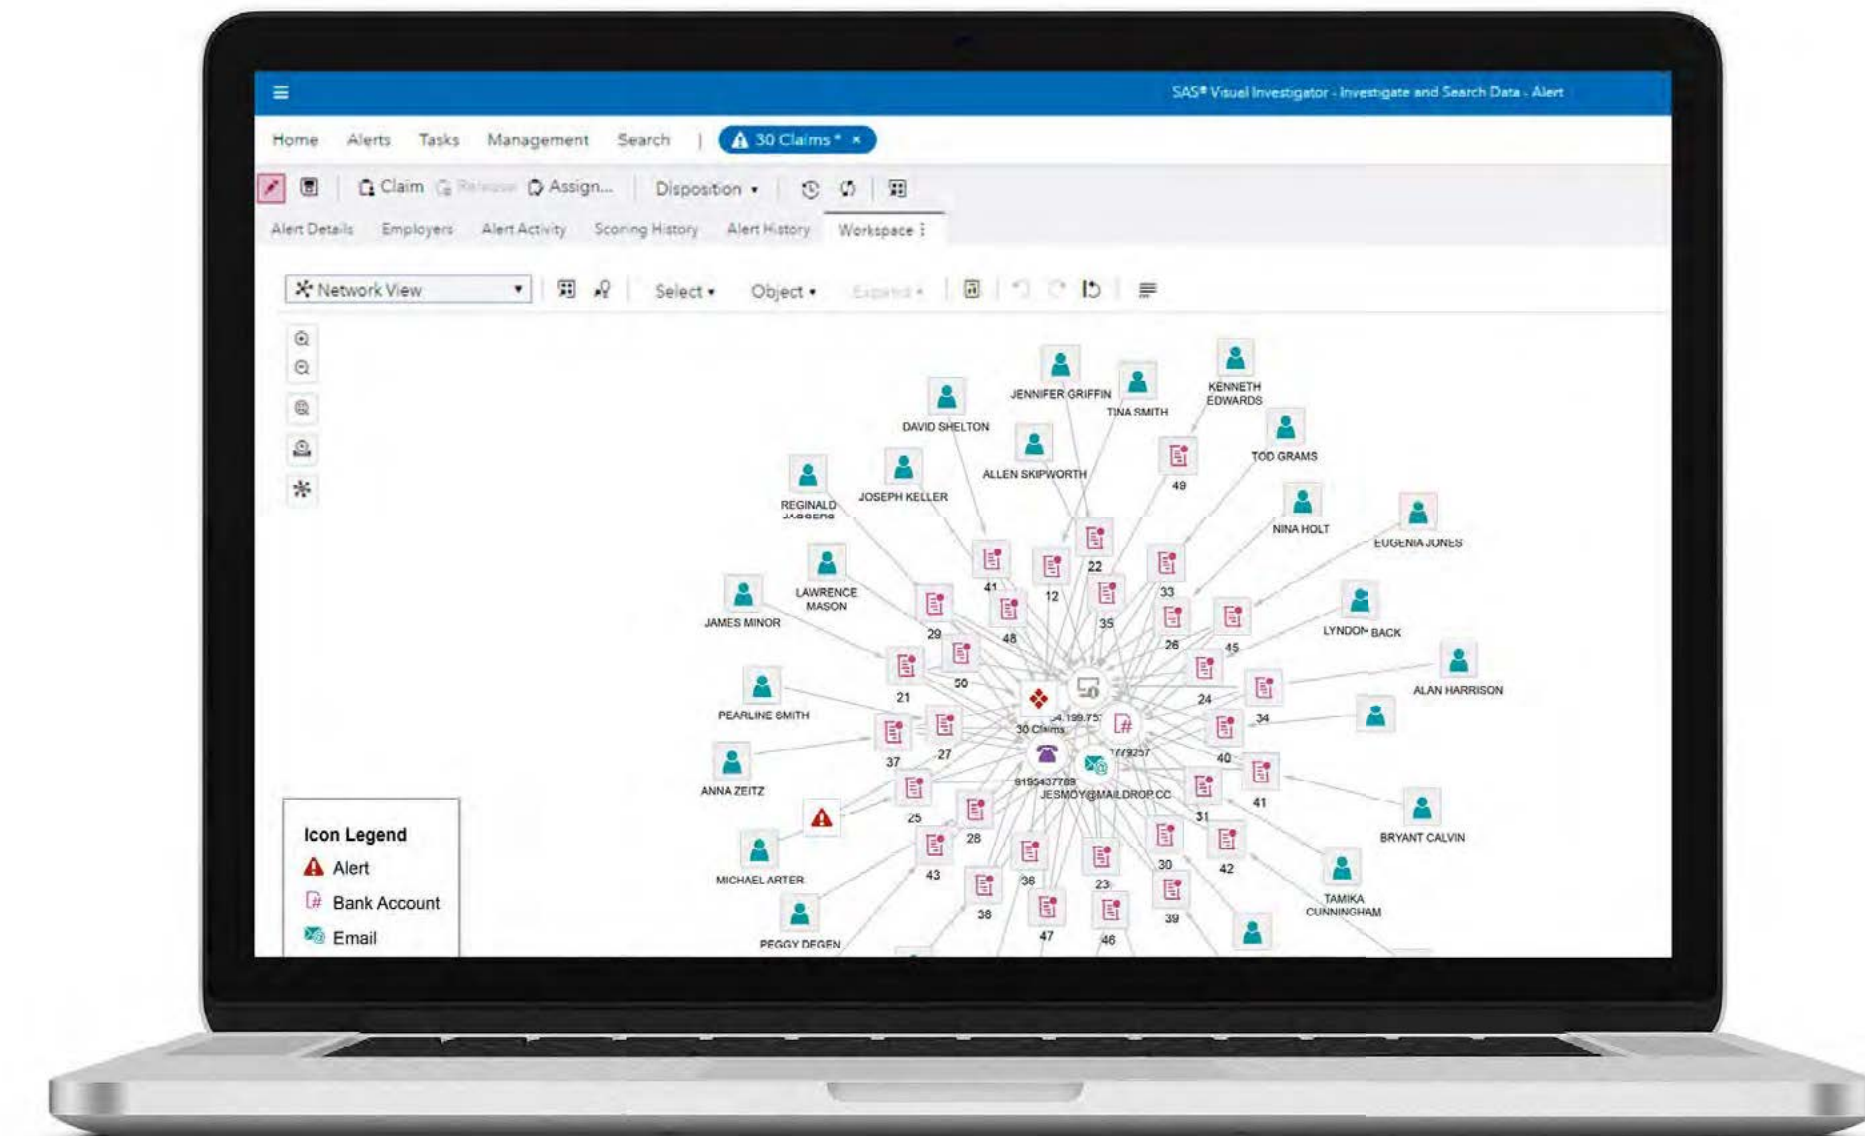 SAS® Visual Investigator - Investigate and Search Data - Alert
Home Alerts Tasks Management Search | 30 Claims * ×
Claim Release Assign... Disposition
Alert Details Employers Alert Activity Scoring History Alert History Workspace
Network View Select Object Expand
KENNETH
EDWARDS
JENNIFER GRIFFIN
TINA SMITH
DAVID SHELTON
TOD GRAMS
ALLEN SKIPWORTH
49
JOSEPH KELLER
REGINALD
NINA HOLT
EUGENIA JONES
22
41
12
33
LAWRENCE
MASON
JAMES MINOR
35
29
48
26
45
LYNDON BACK
50
21
24
ALAN HARRISON
PEARLINE SMITH
34
30 Claims
37
27
1779257
40
6195437789
ANNA ZEITZ
JESMOY@MAILDROP.CC
41
25
31
BRYANT CALVIN
28
30
42
MICHAEL ARTER
43
36
23
TAMIKA
CUNNINGHAM
38
39
47
46
PEGGY DEGEN
Icon Legend
Alert
Bank Account
Email